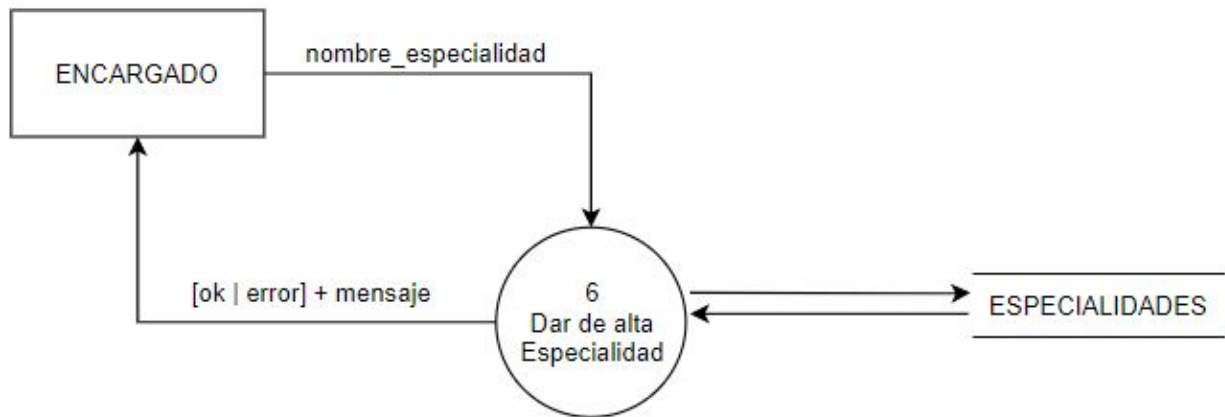 nombre_especialidad
ENCARGADO
[ok | error] + mensaje
6
Dar de alta
Especialidad
ESPECIALIDADES